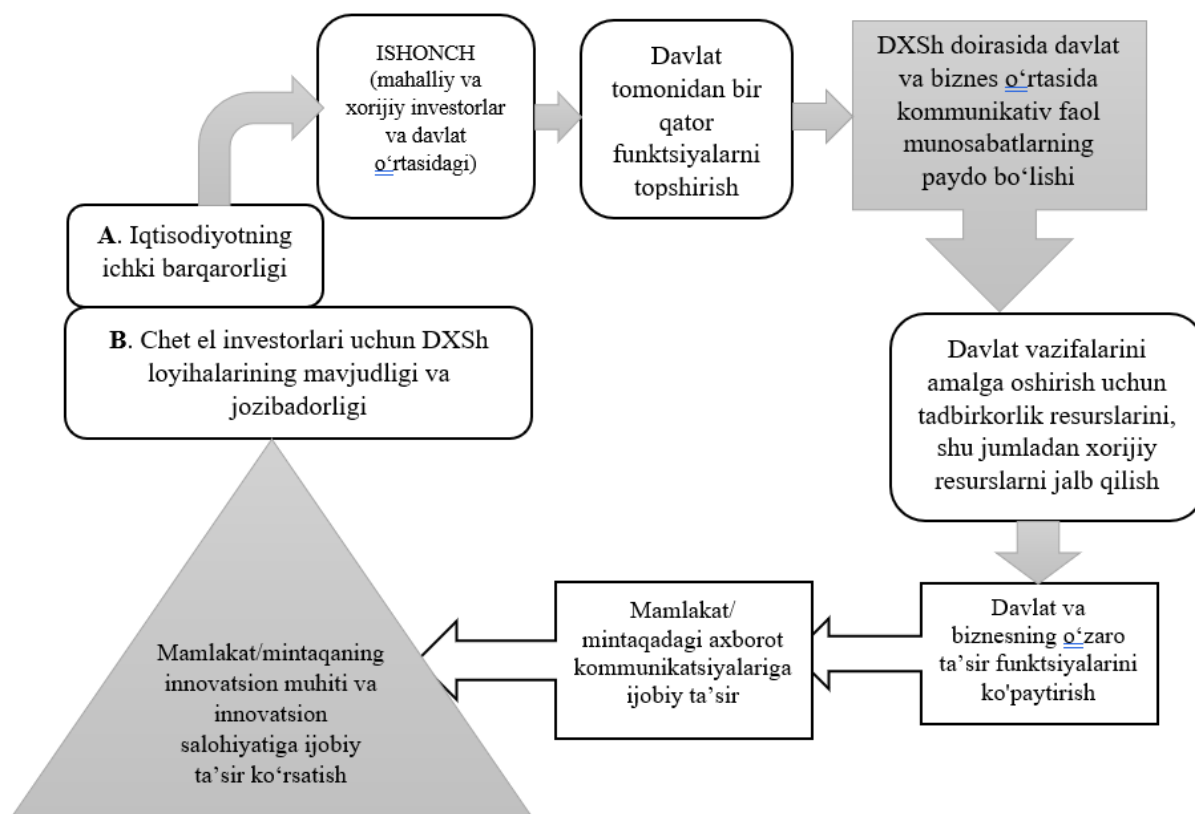 ISHONCH
(mahalliy va
xorijiy investorlar
va davlat
o‘rtasidagi)
Davlat
tomonidan bir
qator
funktsiyalarni
topshirish
DXSh doirasida davlat
va biznes o‘rtasida
kommunikativ faol
munosabatlarning
paydo bo‘lishi
A. Iqtisodiyotning
ichki barqarorligi
B. Chet el investorlari uchun DXSh
loyihalarining mavjudligi va
jozibadorligi
Davlat vazifalarini
amalga oshirish uchun
tadbirkorlik resurslarini,
shu jumladan xorijiy
resurslarni jalb qilish
Davlat va
biznesning o‘zaro
ta’sir funktsiyalarini
ko'paytirish
Mamlakat/
mintaqadagi axborot
kommunikatsiyalariga
ijobiy ta’sir
Mamlakat/mintaqaning
innovatsion muhiti va
innovatsion
salohiyatiga ijobiy
ta’sir ko‘rsatish